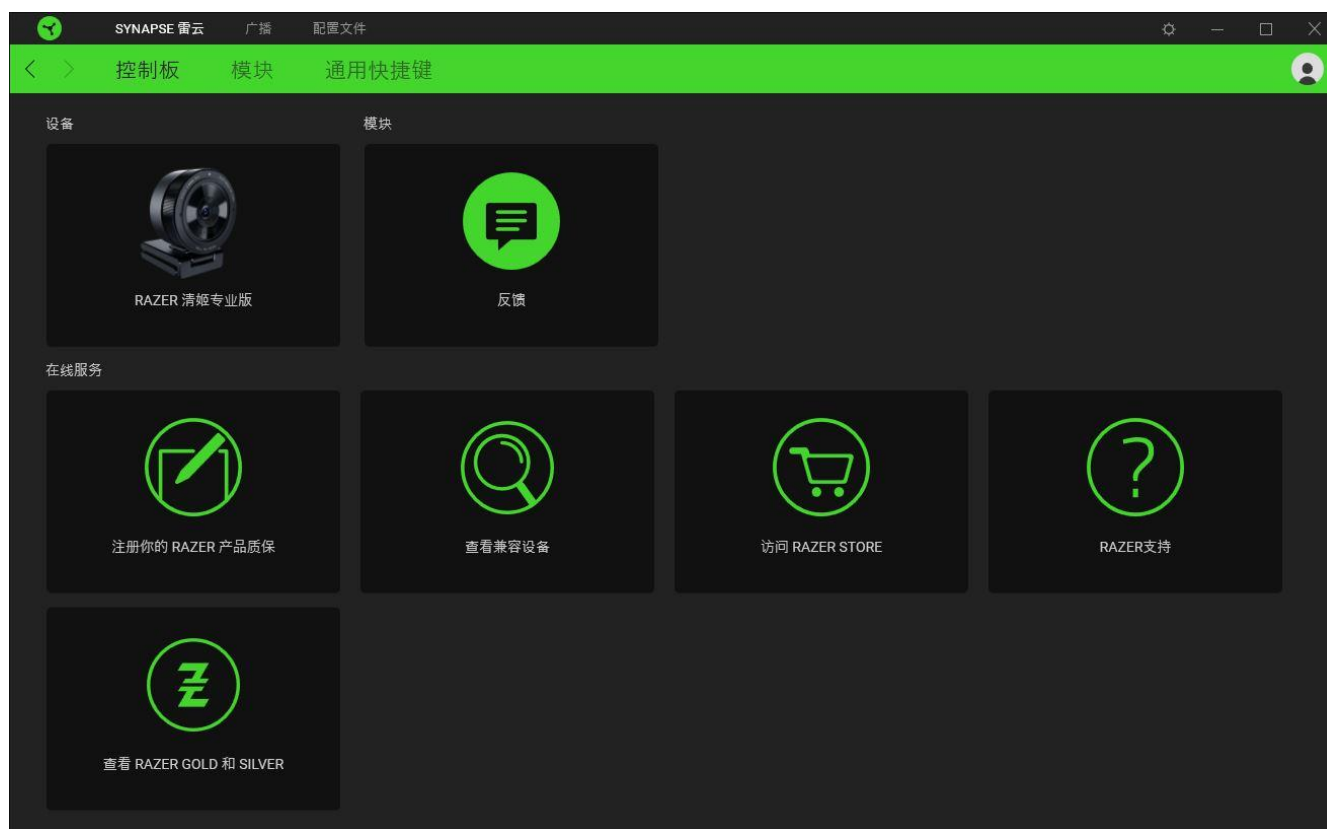 SYNAPSE 雷云 广播 配置文件
控制板 模块 通用快捷键
设备 模块
RAZER 清姬专业版 反馈
在线服务
注册你的 RAZER 产品质保 查看兼容设备 访问 RAZER STORE RAZER支持
查看 RAZER GOLD 和 SILVER